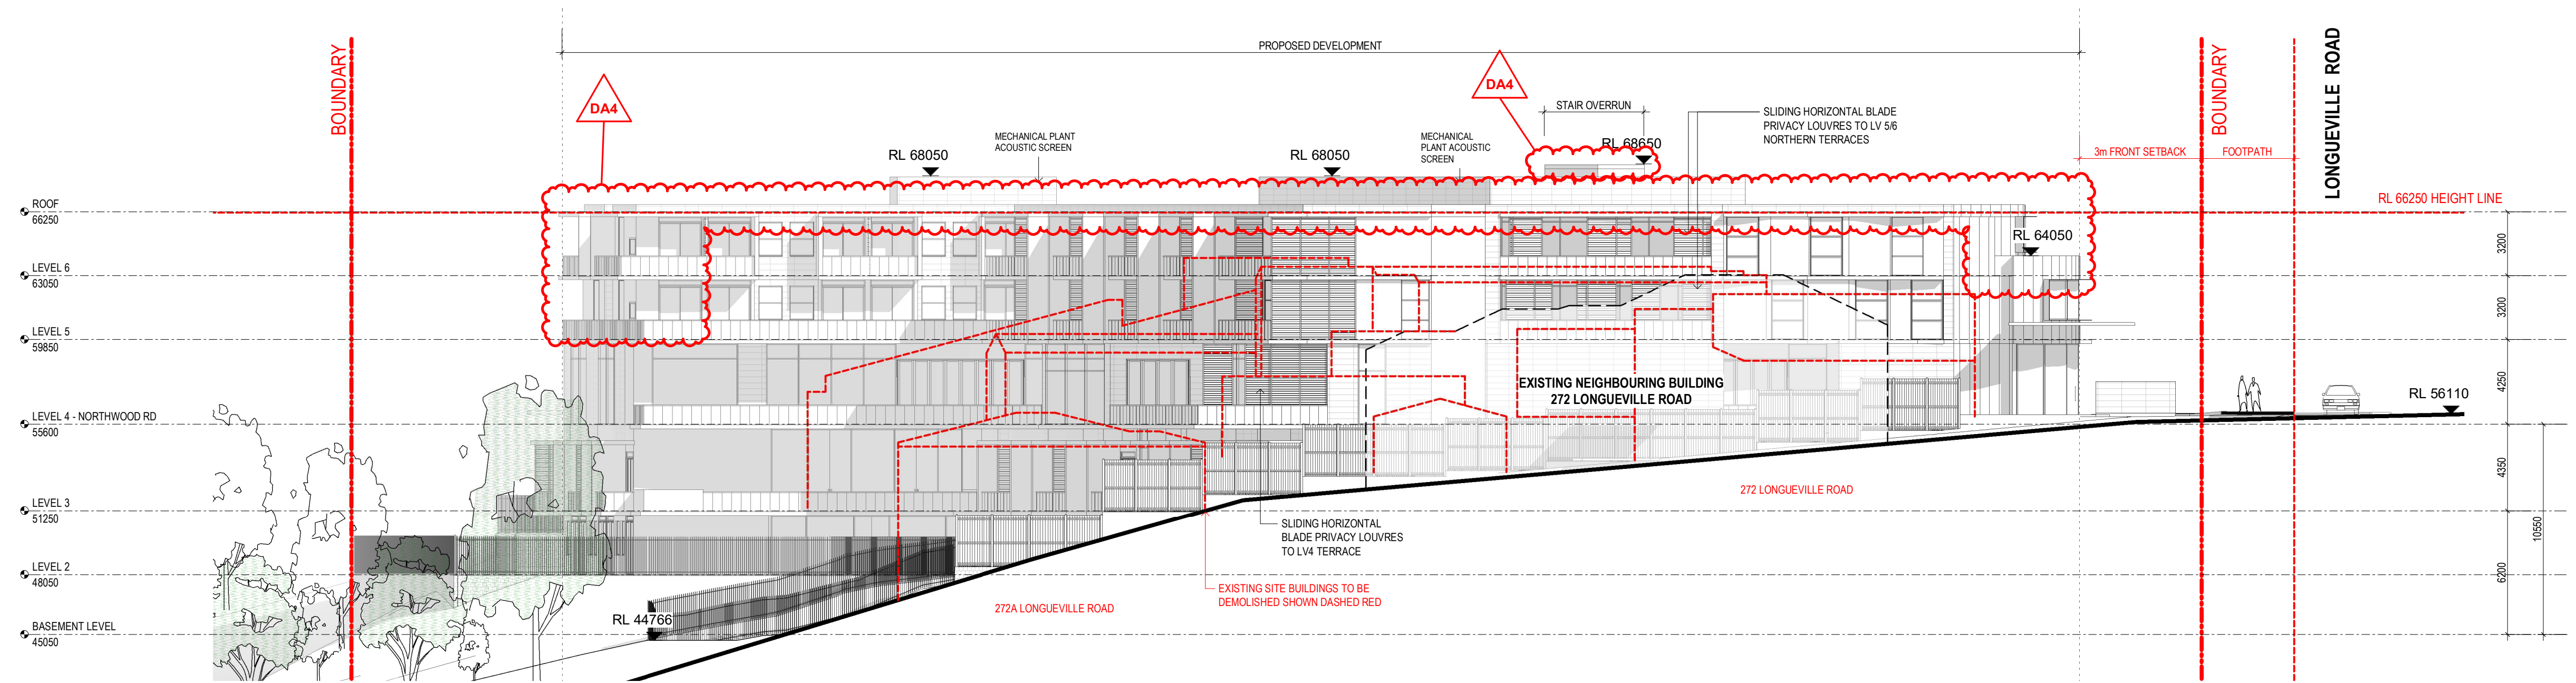 PROPOSED DEVELOPMENT
BOUNDARY
DA4
DA4
STAIR OVERRUN
SLIDING HORIZONTAL BLADE
PRIVACY LOUVRES TO LV 5/6
NORTHERN TERRACES
BOUNDARY
LONGUEVILLE ROAD
MECHANICAL PLANT
ACOUSTIC SCREEN
MECHANICAL
PLANT ACOUSTIC
SCREEN
RL 68050
RL 68050
RL 68650
3m FRONT SETBACK
FOOTPATH
RL 66250 HEIGHT LINE
ROOF
66250
RL 64050
3200
LEVEL 6
63050
3200
LEVEL 5
59850
EXISTING NEIGHBOURING BUILDING
272 LONGUEVILLE ROAD
4250
RL 56110
LEVEL 4 - NORTHWOOD RD
55600
4350
272 LONGUEVILLE ROAD
LEVEL 3
51250
SLIDING HORIZONTAL
BLADE PRIVACY LOUVRES
TO LV4 TERRACE
10550
LEVEL 2
48050
6200
EXISTING SITE BUILDINGS TO BE
DEMOLISHED SHOWN DASHED RED
272A LONGUEVILLE ROAD
RL 44766
BASEMENT LEVEL
45050